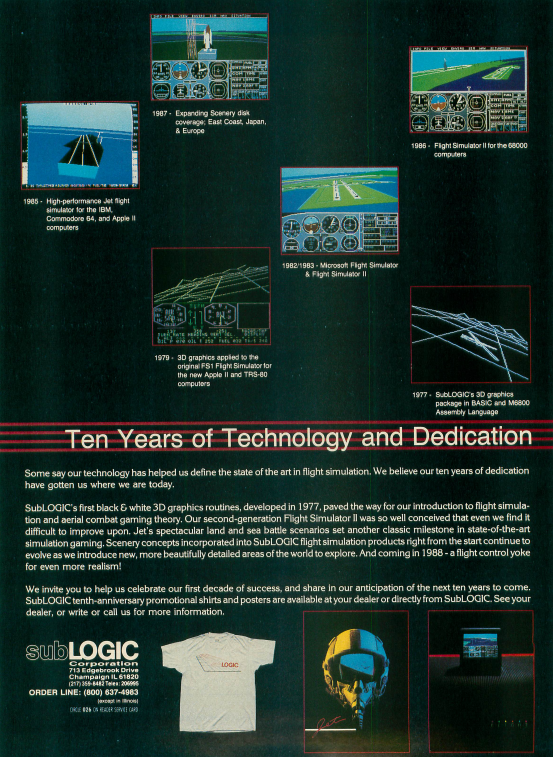 1987 - Expanding Scenery disk
coverage; East Coast, Japan,
& Europe
1986 - Flight Simulator II for the 68000
computers
1985 - High-performance Jet flight
simulator for the IBM,
Commodore 64, and Apple II
computers
1982/1983 - Microsoft Flight Simulator
& Flight Simulator II
1979 - 3D graphics applied to the
original FS1 Flight Simulator for
the new Apple II and TRS-80
computers
1977 - SubLOGIC's 3D graphics
package in BASIC and M6800
Assembly Language
Ten Years of Technology and Dedication
Some say our technology has helped us define the state of the art in flight simulation. We believe our ten years of dedication
have gotten us where we are today.
SubLOGIC's first black & white 3D graphics routines, developed in 1977, paved the way for our introduction to flight simula-
tion and aerial combat gaming theory. Our second-generation Flight Simulator II was so well conceived that even we find it
difficult to improve upon. Jet's spectacular land and sea battle scenarios set another classic milestone in state-of-the-art
simulation gaming. Scenery concepts incorporated into SubLOGIC flight simulation products right from the start continue to
evolve as we introduce new, more beautifully detailed areas of the world to explore. And coming in 1988 - a flight control yoke
for even more realism!
We invite you to help us celebrate our first decade of success, and share in our anticipation of the next ten years to come.
SubLOGIC tenth-anniversary promotional shirts and posters are available at your dealer or directly from SubLOGIC. See your
dealer, or write or call us for more information.
subLOGIC
Corporation
713 Edgebrook Drive
Champaign IL 61820
(217) 359-8482 Telex: 206995
ORDER LINE: (800) 637-4983
(except in Illinois)
CIRCLE 026 ON READER SERVICE CARD
LOGIC